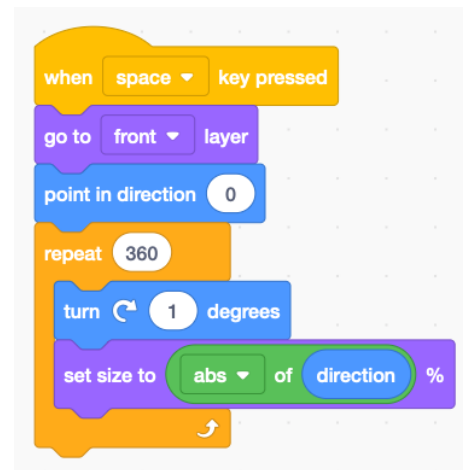 when space key pressed
go to front layer
point in direction 0
repeat 360
turn 1 degrees
set size to abs of direction %